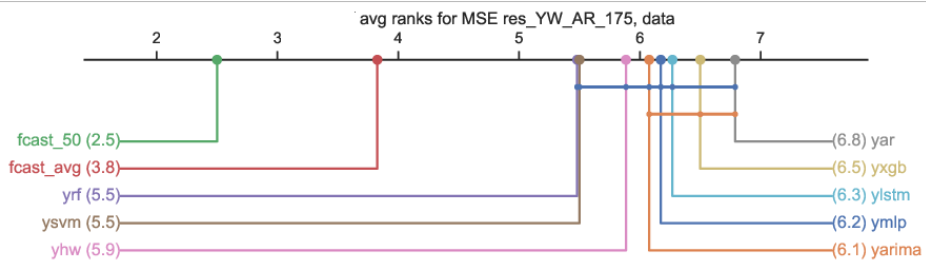 avg ranks for MSE res_YW_AR_175, data
2 3 4 5 6 7
fcast_50 (2.5) (6.8) yar
fcast_avg (3.8) (6.5) yxgb
yrf (5.5) (6.3) ylstm
ysvm (5.5) (6.2) ymlp
yhw (5.9) (6.1) yarima